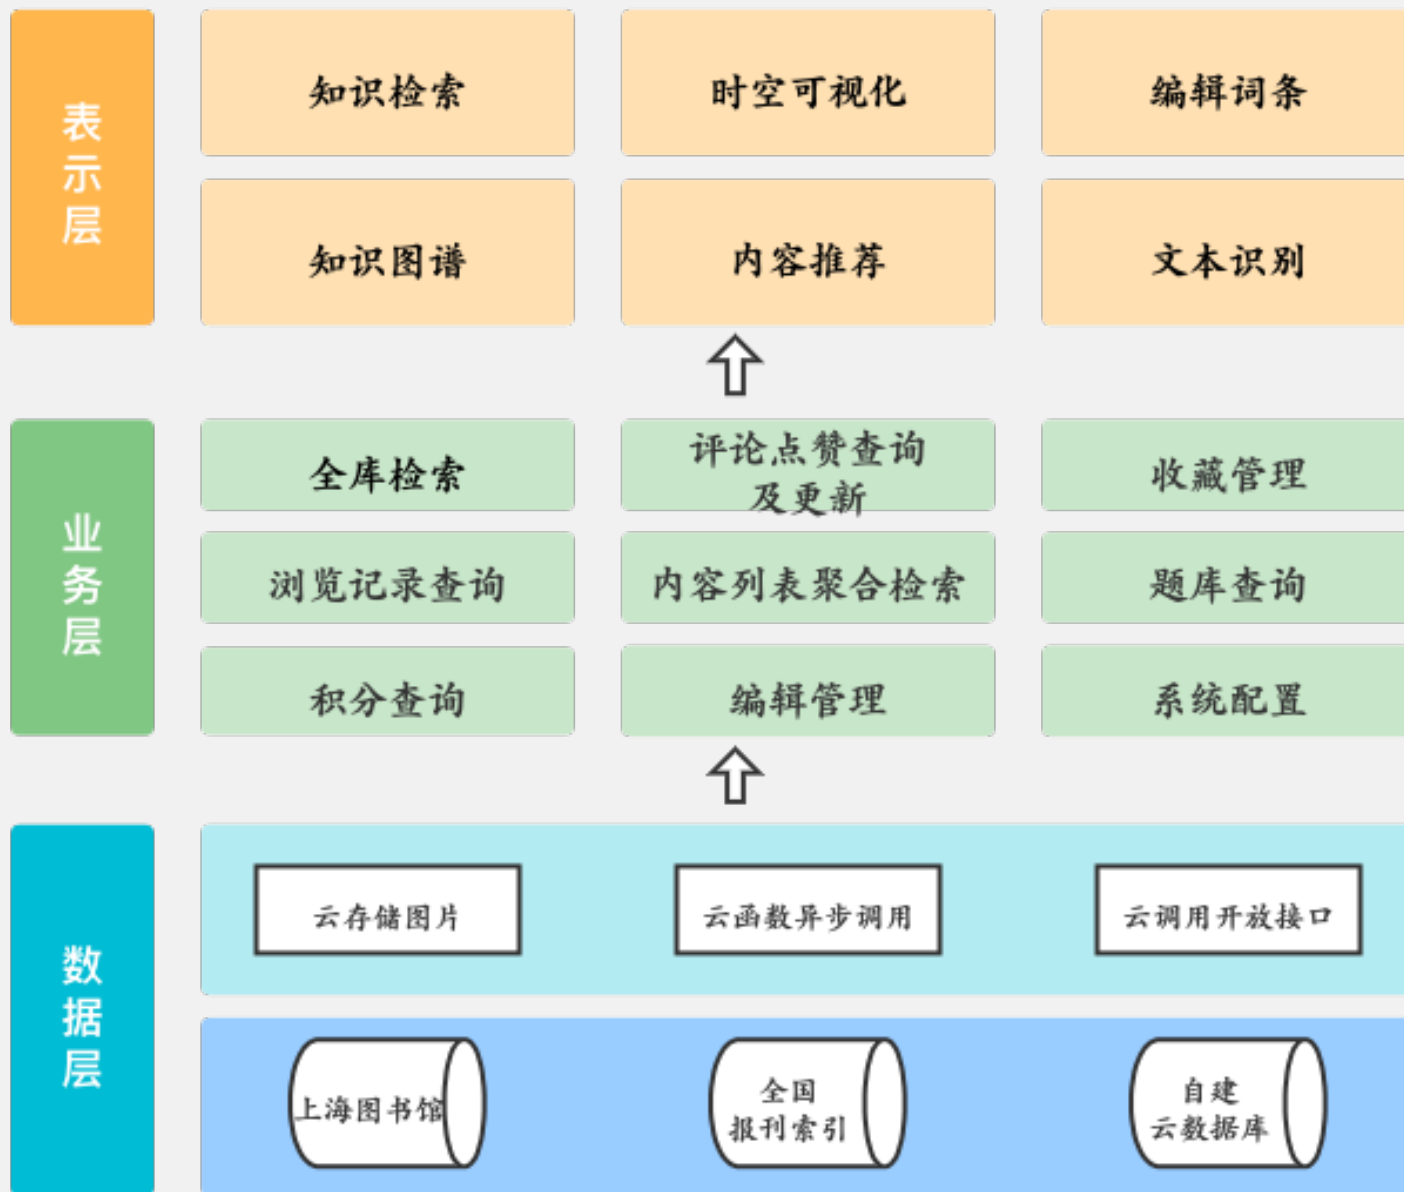 表示层
知识检索
时空可视化
编辑词条
知识图谱
内容推荐
文本识别
业务层
全库检索
评论点赞查询
及更新
收藏管理
浏览记录查询
内容列表聚合检索
题库查询
积分查询
编辑管理
系统配置
数据层
云存储图片
云函数异步调用
云调用开放接口
上海图书馆
全国
报刊索引
自建
云数据库